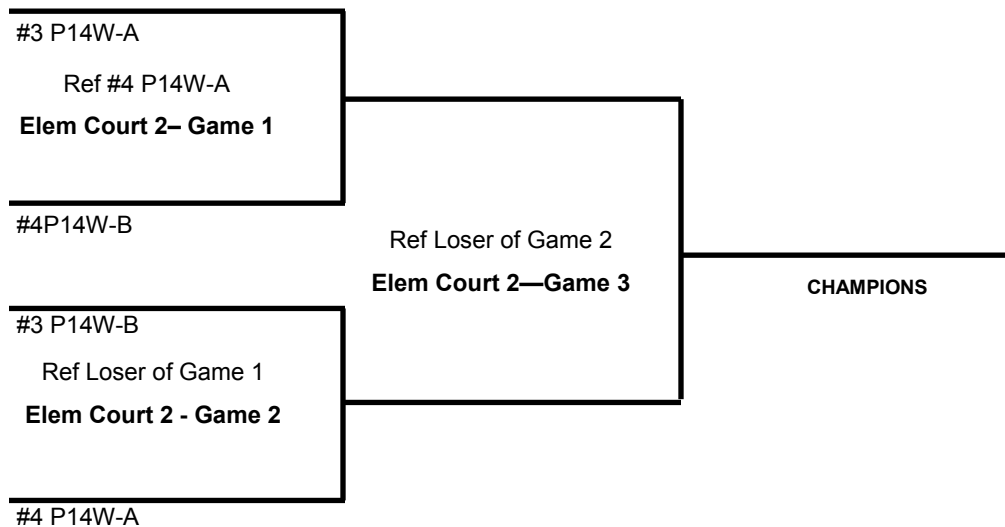 #3 P14W-A
Ref #4 P14W-A
Elem Court 2– Game 1
#4P14W-B
Ref Loser of Game 2
Elem Court 2—Game 3
CHAMPIONS
#3 P14W-B
Ref Loser of Game 1
Elem Court 2 - Game 2
#4 P14W-A